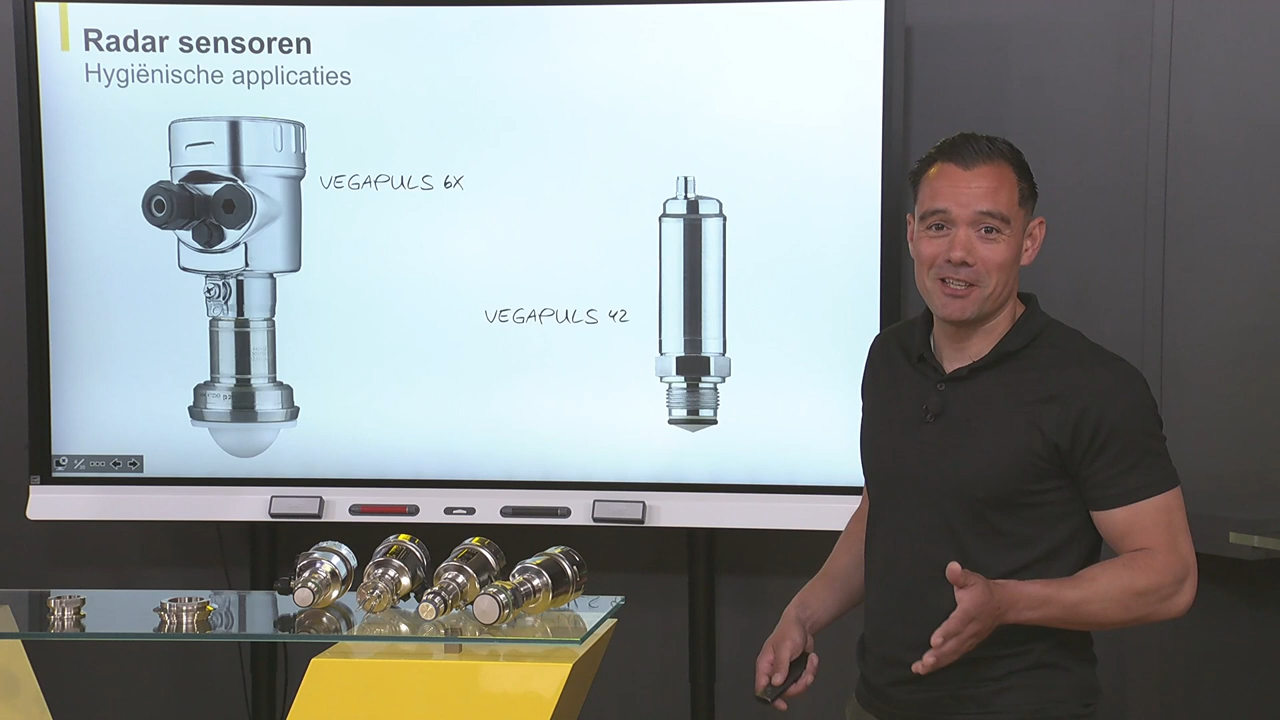 Radar sensoren
Hygiënische applicaties
VEGAPULS 6X
VEGAPULS 42